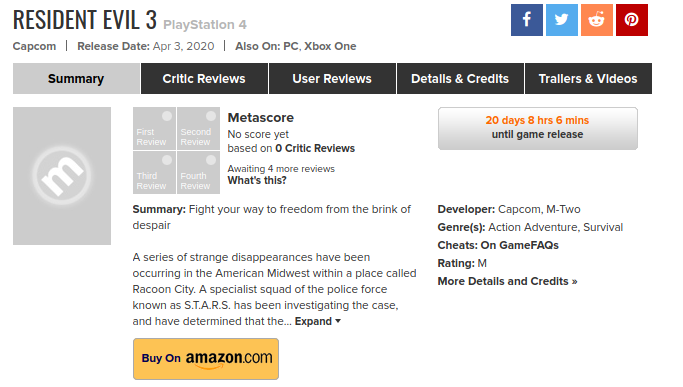 RESIDENT EVIL 3 PlayStation 4
Capcom | Release Date: Apr 3, 2020 | Also On: PC, Xbox One
Summary Critic Reviews User Reviews Details & Credits Trailers & Videos
First Review
Second Review
Third Review
Fourth Review
Metascore
No score yet
based on 0 Critic Reviews
Awaiting 4 more reviews
What's this?
20 days 8 hrs 6 mins
until game release
Summary: Fight your way to freedom from the brink of
despair
A series of strange disappearances have been
occurring in the American Midwest within a place called
Racoon City. A specialist squad of the police force
known as S.T.A.R.S. has been investigating the case,
and have determined that the... Expand
Developer: Capcom, M-Two
Genre(s): Action Adventure, Survival
Cheats: On GameFAQs
Rating: M
More Details and Credits »
Buy On amazon.com